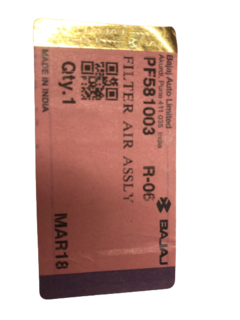 Bajaj Auto Limited
Akurdi, Pune 411 035 India
BAJAJ
PF581003 R-06
FILTER AIR ASSLY
Qty.1
MADE IN INDIA
MAR18